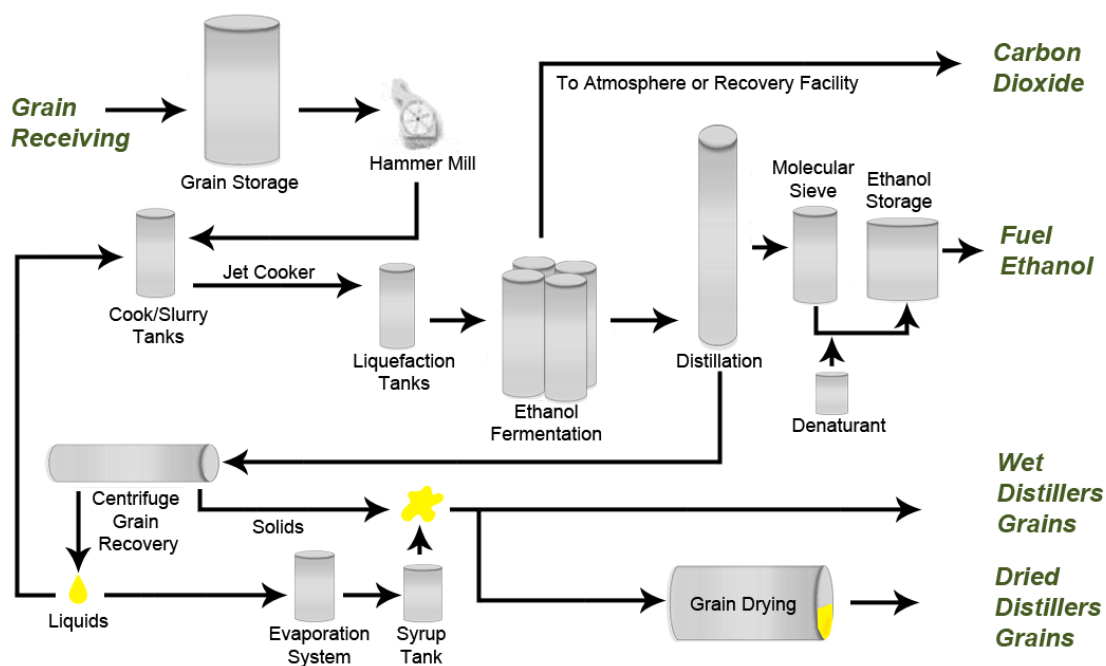 Grain
Receiving
Grain Storage
Hammer Mill
To Atmosphere or Recovery Facility
Carbon
Dioxide
Cook/Slurry
Tanks
Jet Cooker
Liquefaction
Tanks
Ethanol
Fermentation
Distillation
Molecular
Sieve
Ethanol
Storage
Fuel
Ethanol
Denaturant
Centrifuge
Grain
Recovery
Solids
Wet
Distillers
Grains
Liquids
Evaporation
System
Syrup
Tank
Grain Drying
Dried
Distillers
Grains